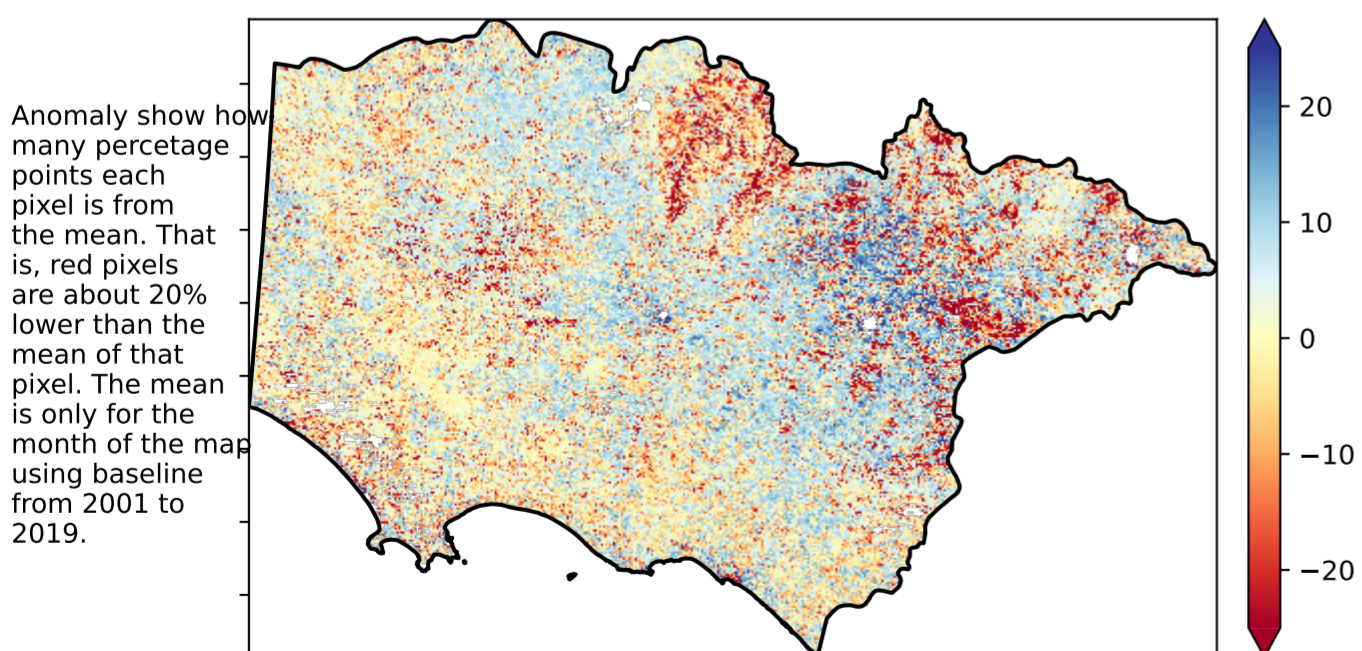 Anomaly show how
many percetage
points each
pixel is from
the mean. That
is, red pixels
are about 20%
lower than the
mean of that
pixel. The mean
is only for the
month of the map
using baseline
from 2001 to
2019.
20
10
0
−10
−20